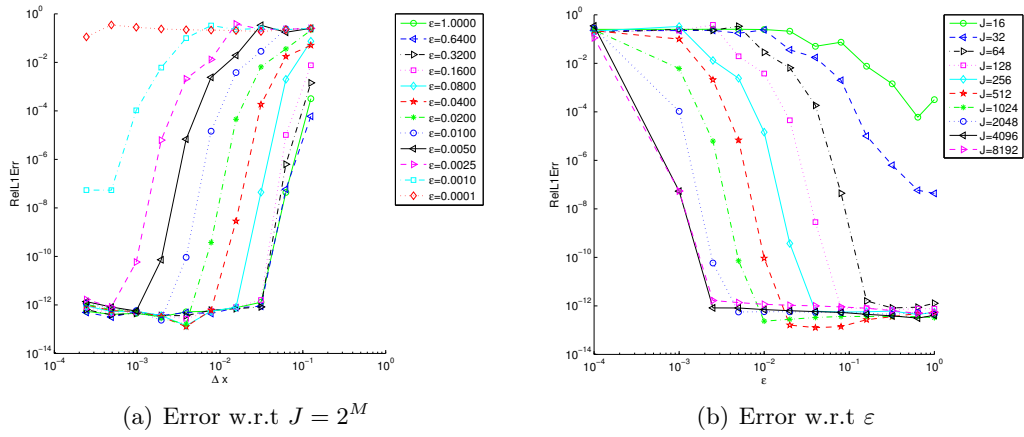 10^0
10^{-2}
10^{-4}
10^{-6}
10^{-8}
10^{-10}
10^{-12}
10^{-14}
RelL1Err
10^{-4}
10^{-3}
10^{-2}
10^{-1}
10^0
Δ x
ε=1.0000
ε=0.6400
ε=0.3200
ε=0.1600
ε=0.0800
ε=0.0400
ε=0.0200
ε=0.0100
ε=0.0050
ε=0.0025
ε=0.0010
ε=0.0001
(a) Error w.r.t J = 2^M
10^0
10^{-2}
10^{-4}
10^{-6}
10^{-8}
10^{-10}
10^{-12}
10^{-14}
RelL1Err
10^{-4}
10^{-3}
10^{-2}
10^{-1}
10^0
ε
J=16
J=32
J=64
J=128
J=256
J=512
J=1024
J=2048
J=4096
J=8192
(b) Error w.r.t ε